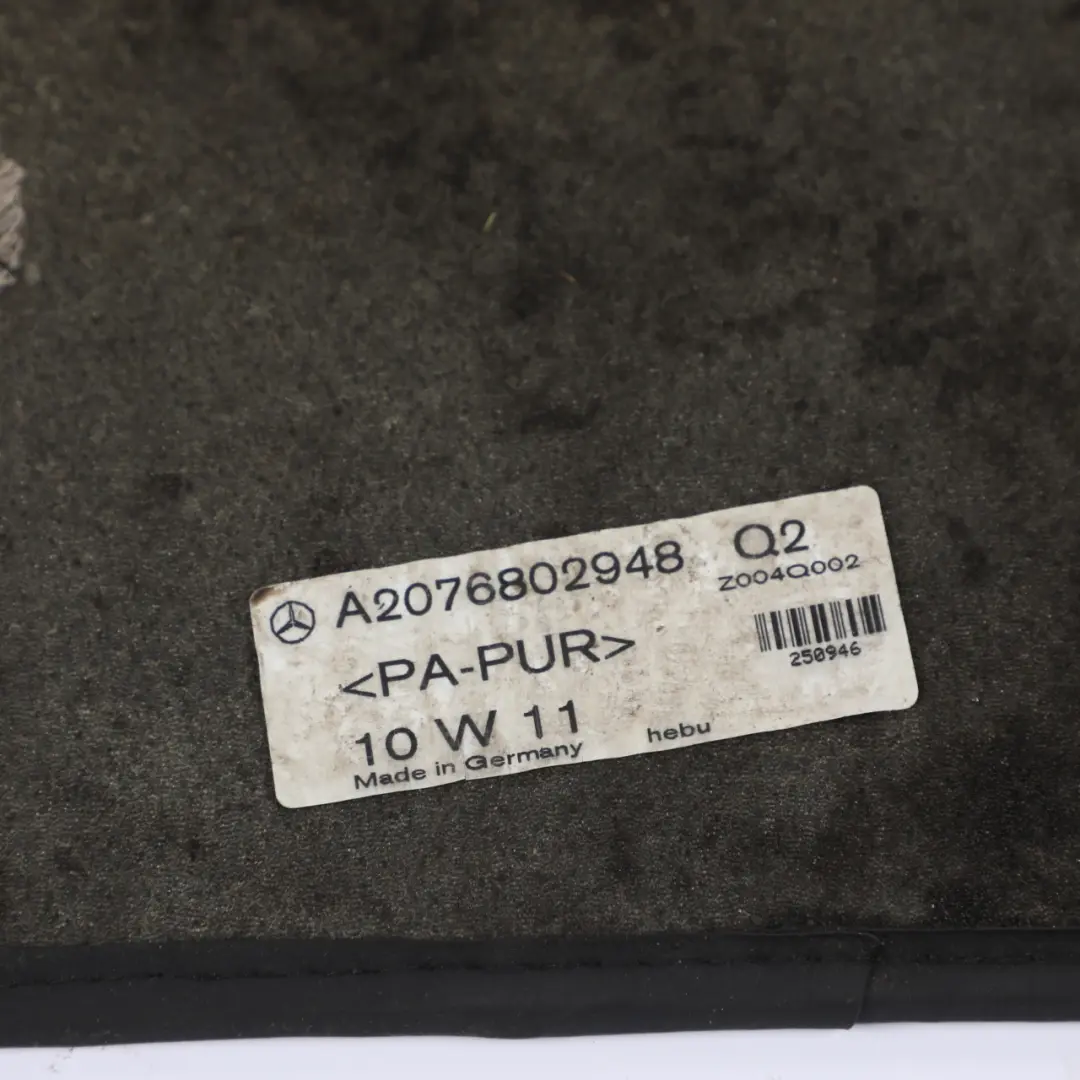 A2076802948 Q2
Z004Q002
<PA-PUR>
250946
10 W 11
Made in Germany hebu